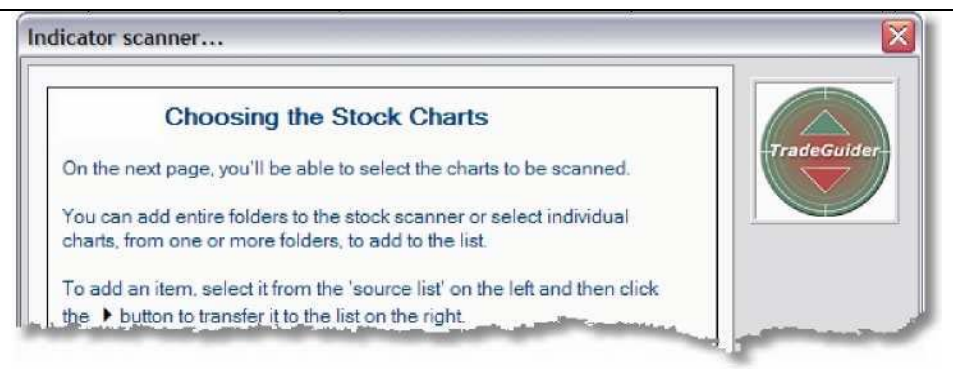 Indicator scanner...
Choosing the Stock Charts
On the next page, you'll be able to select the charts to be scanned.
You can add entire folders to the stock scanner or select individual
charts, from one or more folders, to add to the list.
To add an item, select it from the 'source list' on the left and then click
the ▶ button to transfer it to the list on the right.
TradeGuider